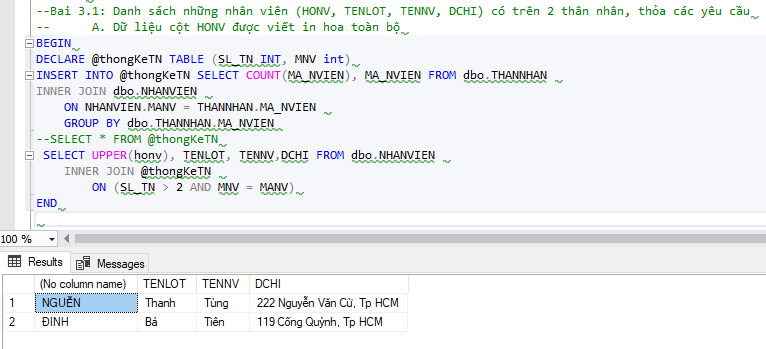 --Bai 3.1: Danh sách những nhân viên (HONV, TENLOT, TENNV, DCHI) có trên 2 thân nhân, thỏa các yêu cầu
-- A. Dữ liệu cột HONV được viết in hoa toàn bộ
BEGIN
DECLARE @thongKeTN TABLE (SL_TN INT, MNV int)
INSERT INTO @thongKeTN SELECT COUNT(MA_NVIEN), MA_NVIEN FROM dbo.THANNHAN
INNER JOIN dbo.NHANVIEN
ON NHANVIEN.MANV = THANNHAN.MA_NVIEN
GROUP BY dbo.THANNHAN.MA_NVIEN
--SELECT * FROM @thongKeTN
SELECT UPPER(honv), TENLOT, TENNV,DCHI FROM dbo.NHANVIEN
INNER JOIN @thongKeTN
ON (SL_TN > 2 AND MNV = MANV)
END
100 %
Results Messages
(No column name) TENLOT TENNV DCHI
1 NGUỄN Thanh Tùng 222 Nguyễn Văn Cừ, Tp HCM
2 ĐINH Bá Tiên 119 Cống Quỳnh, Tp HCM